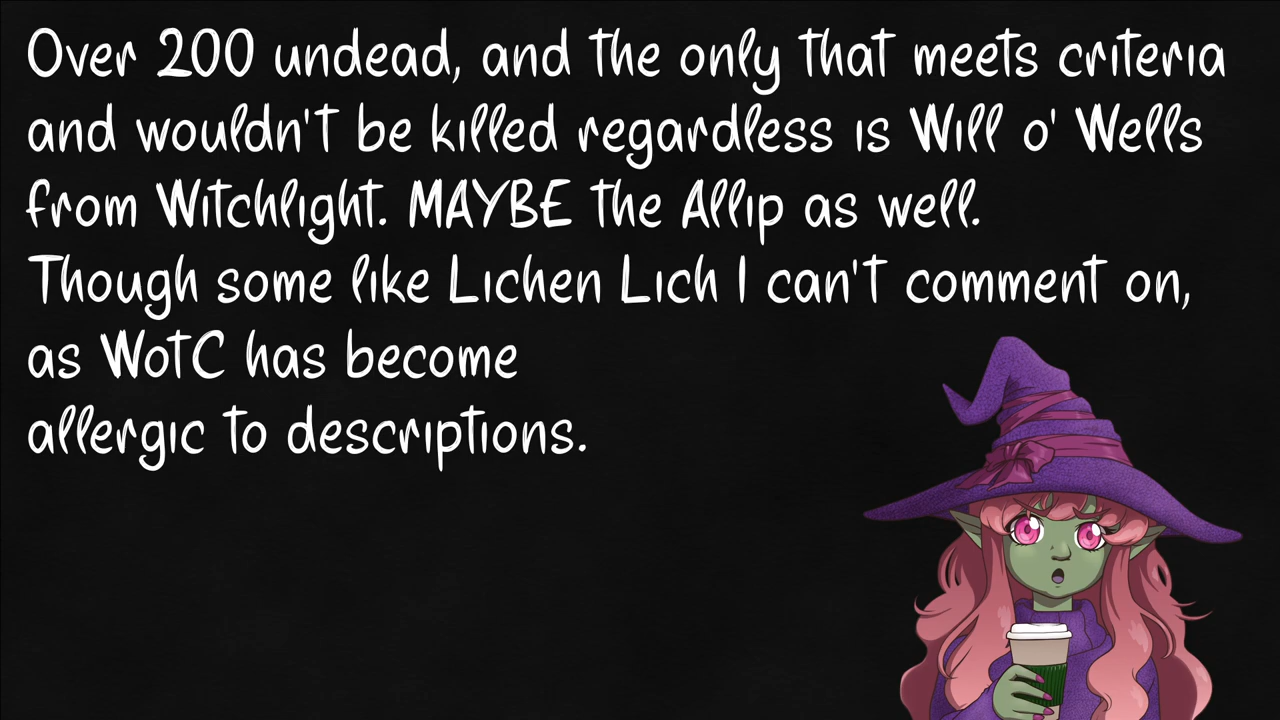 Over 200 undead, and the only that meets criteria
and wouldn't be killed regardless is Will o' Wells
from Witchlight. MAYBE the Allip as well.
Though some like Lichen Lich I can't comment on,
as WotC has become
allergic to descriptions.